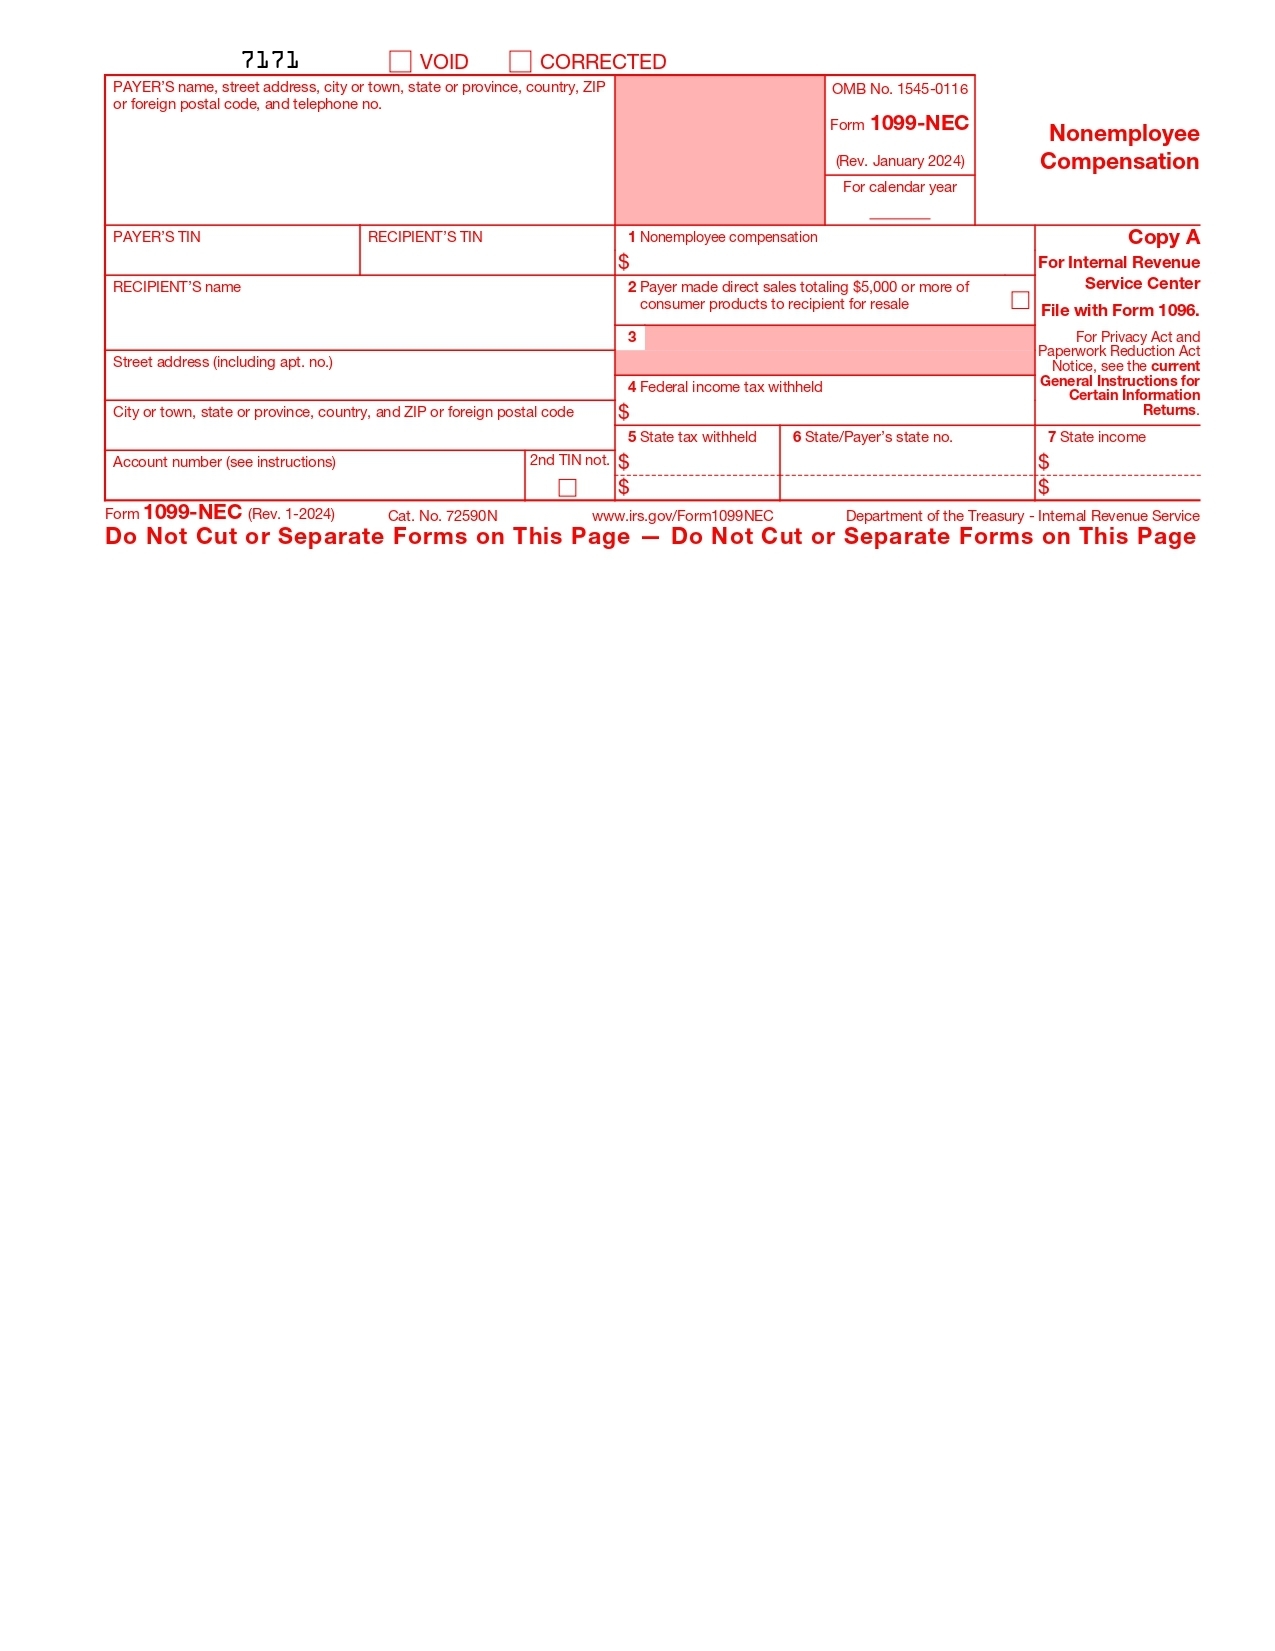 7171 VOID CORRECTED
PAYER'S name, street address, city or town, state or province, country, ZIP
or foreign postal code, and telephone no.
OMB No. 1545-0116
Form 1099-NEC
(Rev. January 2024)
For calendar year
Nonemployee
Compensation
PAYER'S TIN
RECIPIENT'S TIN
1 Nonemployee compensation
$
Copy A
For Internal Revenue
Service Center
File with Form 1096.
For Privacy Act and
Paperwork Reduction Act
Notice, see the current
General Instructions for
Certain Information
Returns.
RECIPIENT'S name
2 Payer made direct sales totaling $5,000 or more of
consumer products to recipient for resale
3
Street address (including apt. no.)
4 Federal income tax withheld
$
City or town, state or province, country, and ZIP or foreign postal code
5 State tax withheld
$
$
6 State/Payer's state no.
7 State income
$
$
Account number (see instructions)
2nd TIN not.
Form 1099-NEC (Rev. 1-2024) Cat. No. 72590N www.irs.gov/Form1099NEC Department of the Treasury - Internal Revenue Service
Do Not Cut or Separate Forms on This Page — Do Not Cut or Separate Forms on This Page